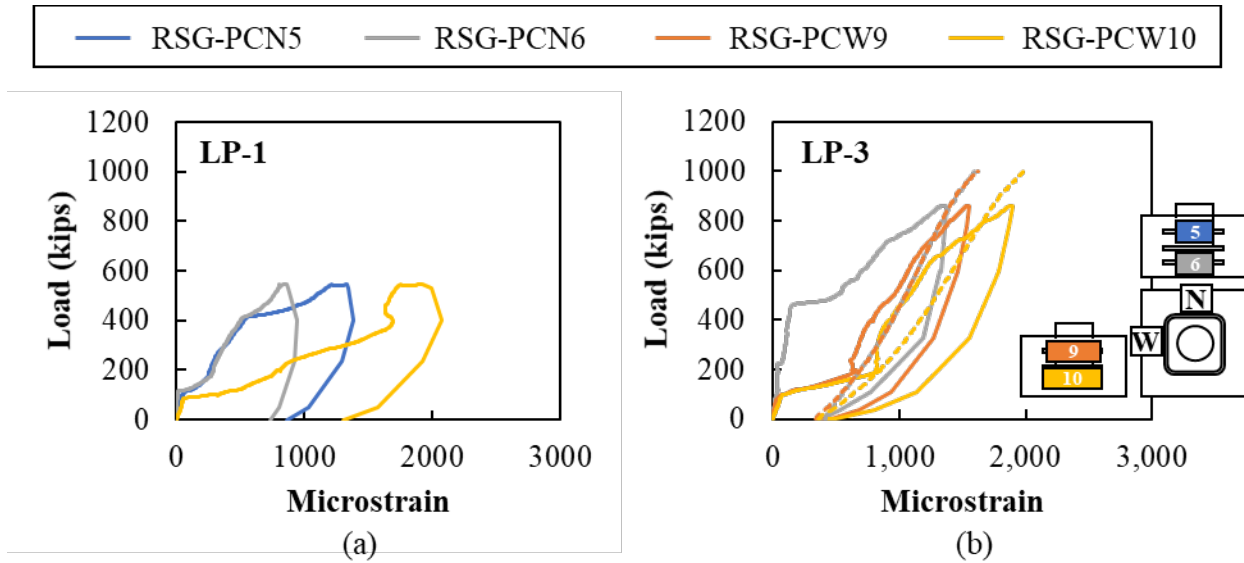 RSG-PCN5 RSG-PCN6 RSG-PCW9 RSG-PCW10
LP-1
Load (kips)
1200
1000
800
600
400
200
0
0 1000 2000 3000
Microstrain
(a)
LP-3
Load (kips)
1200
1000
800
600
400
200
0
0 1,000 2,000 3,000
Microstrain
(b)
5
6
N
W
9
10